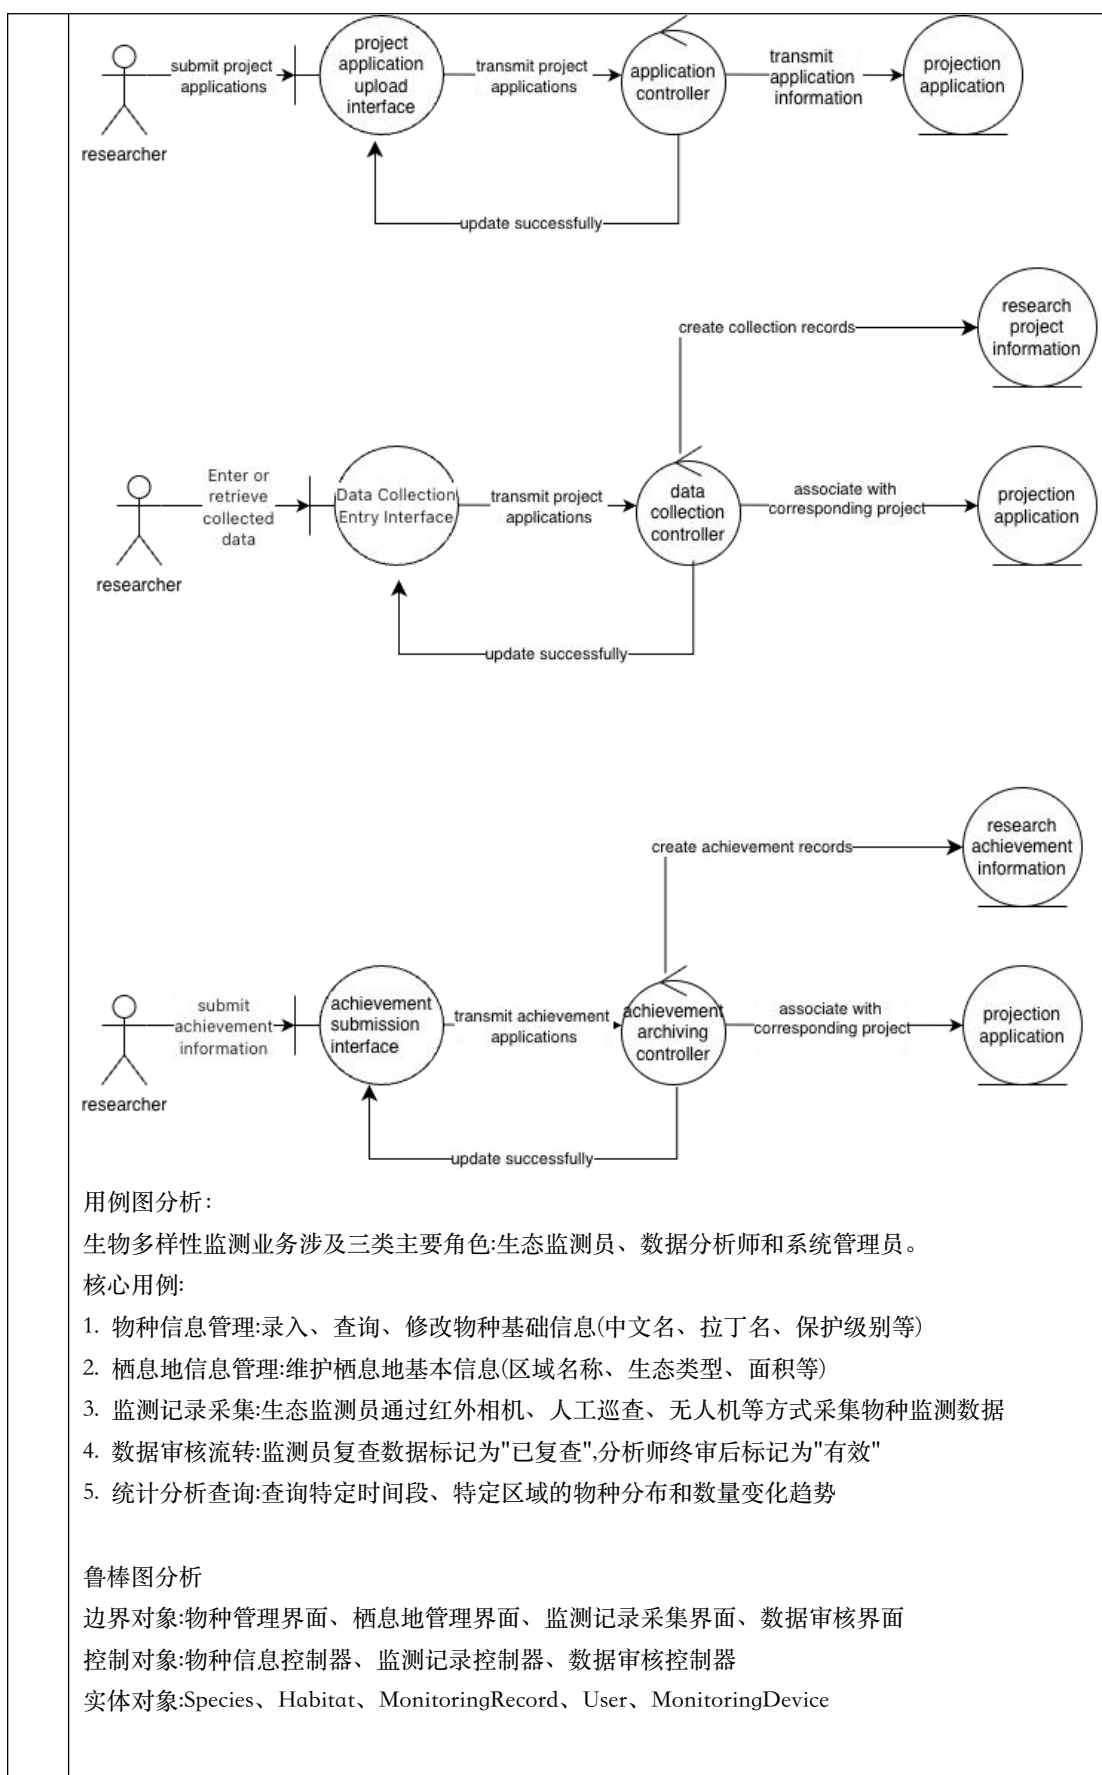 project
application
upload
interface
submit project
applications
transmit project
applications
application
controller
transmit
application
information
projection
application
researcher
update successfully
create collection records
research
project
information
Enter or
retrieve
collected
data
Data Collection
Entry Interface
transmit project
applications
data
collection
controller
associate with
corresponding project
projection
application
researcher
update successfully
create achievement records
research
achievement
information
submit
achievement
information
achievement
submission
interface
transmit achievement
applications
achievement
archiving
controller
associate with
corresponding project
projection
application
researcher
update successfully
用例图分析:
生物多样性监测业务涉及三类主要角色:生态监测员、数据分析师和系统管理员。
核心用例:
1. 物种信息管理:录入、查询、修改物种基础信息(中文名、拉丁名、保护级别等)
2. 栖息地信息管理:维护栖息地基本信息(区域名称、生态类型、面积等)
3. 监测记录采集:生态监测员通过红外相机、人工巡查、无人机等方式采集物种监测数据
4. 数据审核流转:监测员复查数据标记为"已复查",分析师终审后标记为"有效"
5. 统计分析查询:查询特定时间段、特定区域的物种分布和数量变化趋势
鲁棒图分析
边界对象:物种管理界面、栖息地管理界面、监测记录采集界面、数据审核界面
控制对象:物种信息控制器、监测记录控制器、数据审核控制器
实体对象:Species、Habitat、MonitoringRecord、User、MonitoringDevice